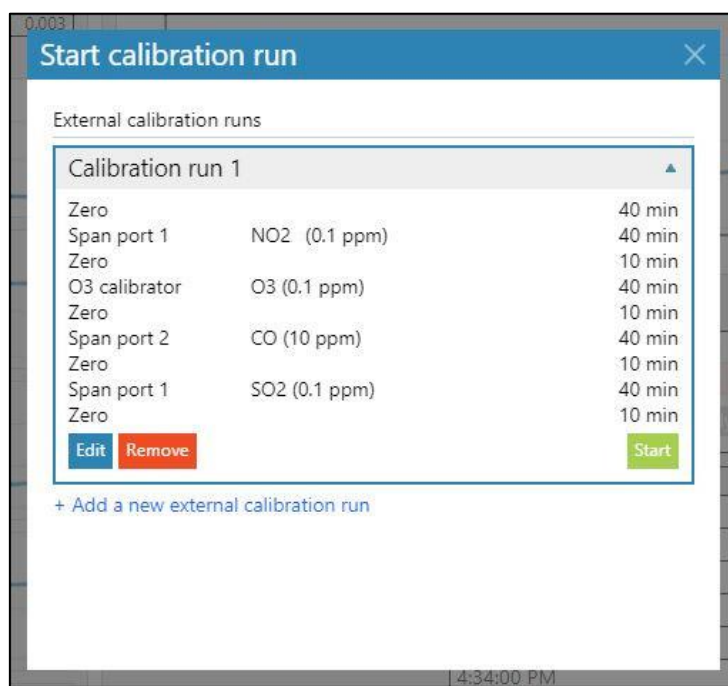 0.003
Start calibration run
External calibration runs
Calibration run 1
Zero 40 min
Span port 1 NO2 (0.1 ppm) 40 min
Zero 10 min
O3 calibrator O3 (0.1 ppm) 40 min
Zero 10 min
Span port 2 CO (10 ppm) 40 min
Zero 10 min
Span port 1 SO2 (0.1 ppm) 40 min
Zero 10 min
Edit Remove Start
+ Add a new external calibration run
4:34:00 PM